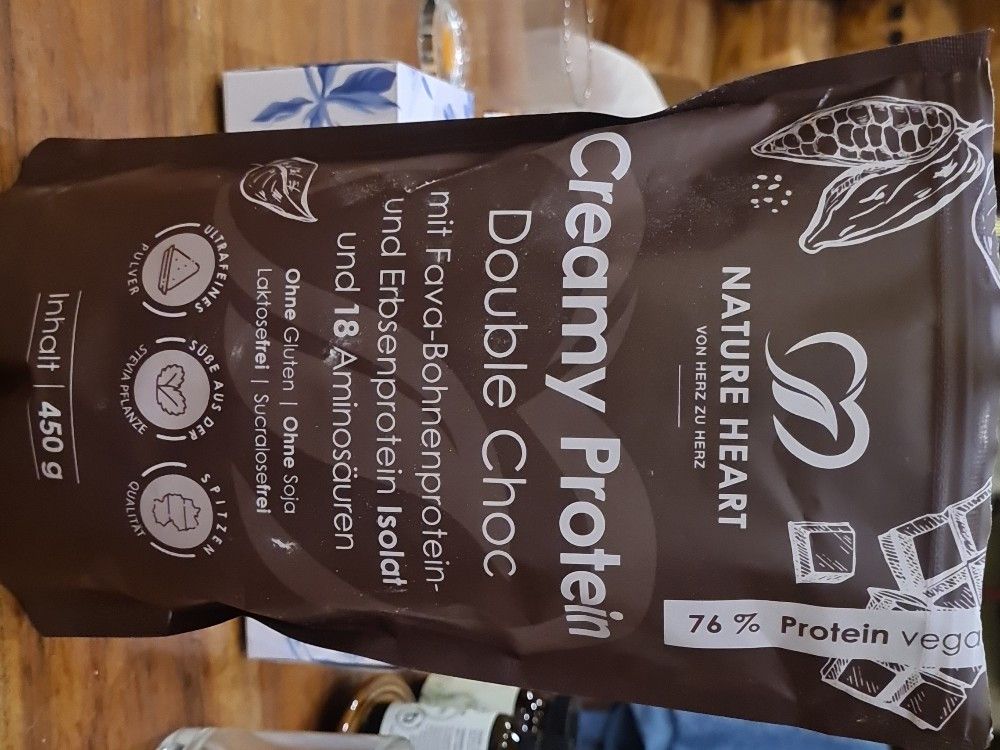 NATURE HEART
VON HERZ ZU HERZ
76 % Protein vega
Creamy Protein
Double Choc
mit Fava-Bohnenprotein-
und Erbsenprotein Isolat
und 18 Aminosäuren
Ohne Gluten | Ohne Soja
Laktosefrei | Sucralosefrei
ULTRAFEINES
PULVER
SÜßE AUS DER
STEVIA PFLANZE
SPITZEN
QUALITÄT
Inhalt | 450 g